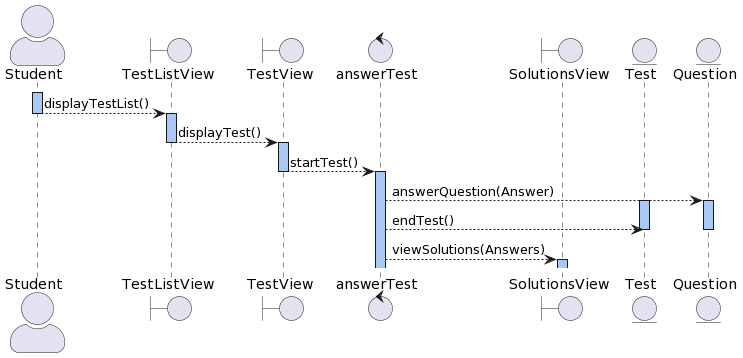 Student TestListView TestView answerTest SolutionsView Test Question
displayTestList()
displayTest()
startTest()
answerQuestion(Answer)
endTest()
viewSolutions(Answers)
Student TestListView TestView answerTest SolutionsView Test Question